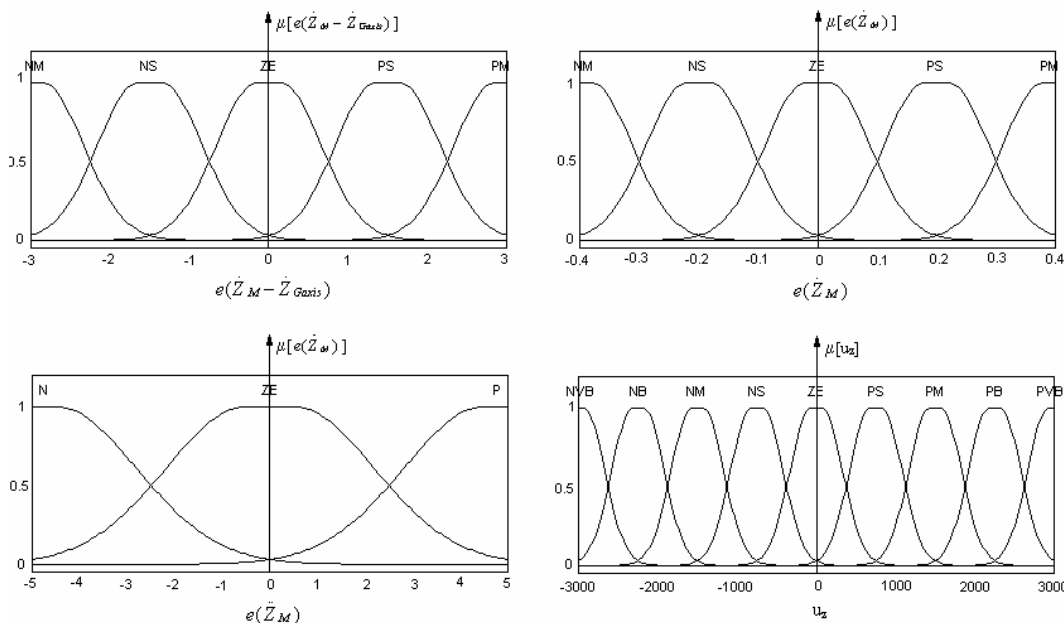 μ[e(Ż_M − Ż_Gaxis)]
NM NS ZE PS PM
1
0.5
0
-3 -2 -1 0 1 2 3
e(Ż_M − Ż_Gaxis)
μ[e(Ż_M)]
NM NS ZE PS PM
1
0.5
0
-0.4 -0.3 -0.2 -0.1 0 0.1 0.2 0.3 0.4
e(Ż_M)
μ[e(Ż_M)]
N ZE P
1
0.5
0
-5 -4 -3 -2 -1 0 1 2 3 4 5
e(Z̈_M)
μ[u_z]
NVB NB NM NS ZE PS PM PB PVB
1
0.5
0
-3000 -2000 -1000 0 1000 2000 3000
u_z